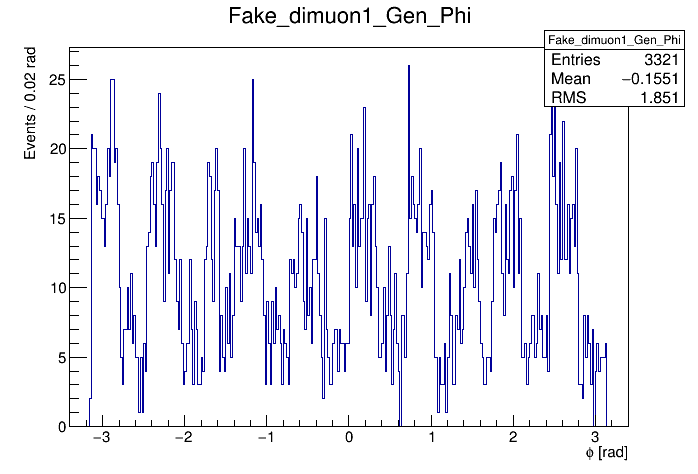 Fake_dimuon1_Gen_Phi
Fake_dimuon1_Gen_Phi
Entries 3321
Mean −0.1551
RMS 1.851
Events / 0.02 rad
25
20
15
10
5
0
−3 −2 −1 0 1 2 3
ϕ [rad]